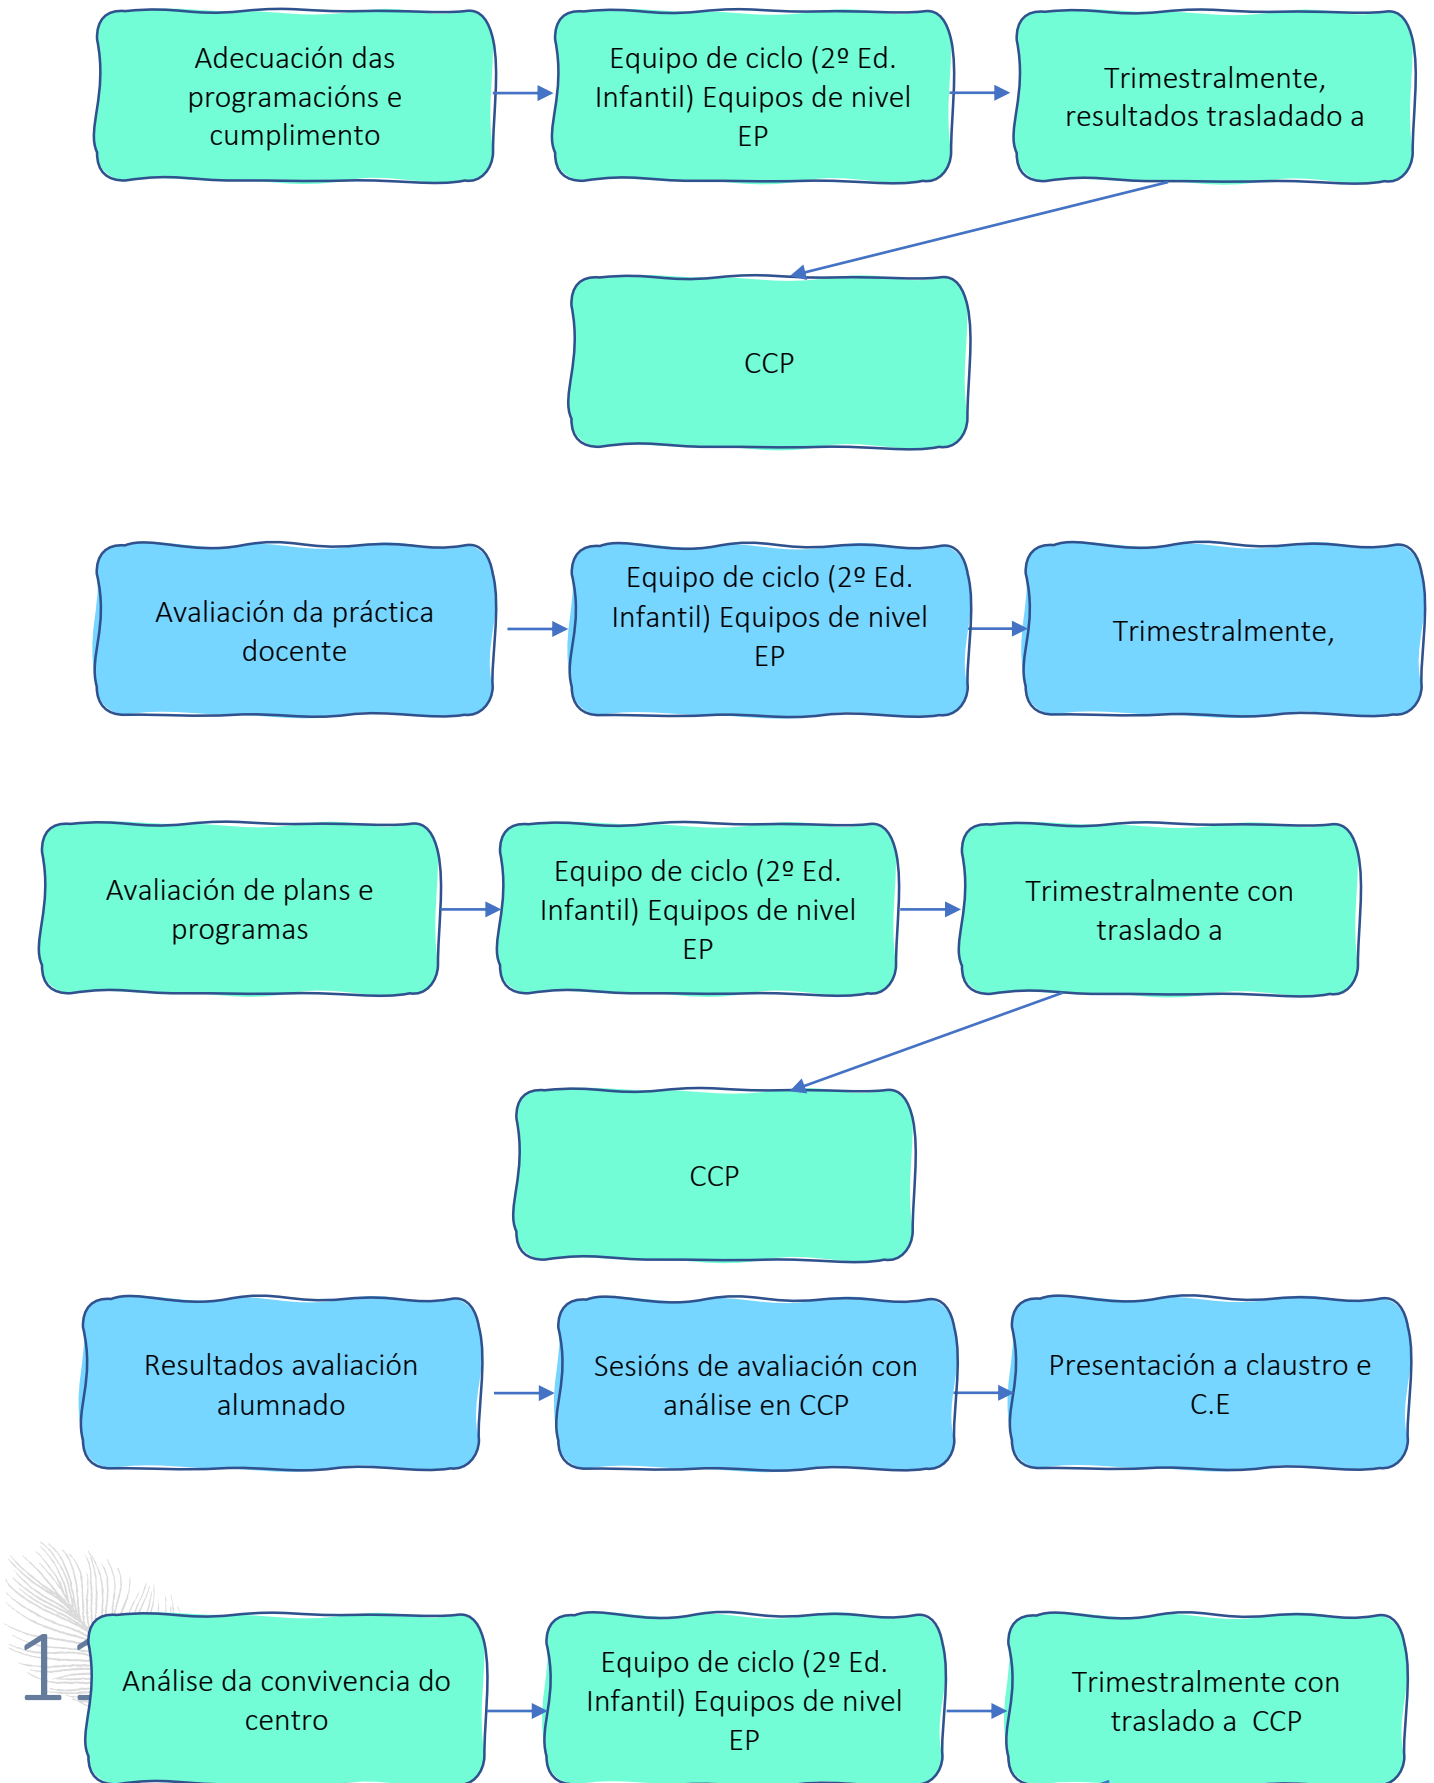 Adecuación das
programacións e
cumplimento
Equipo de ciclo (2º Ed.
Infantil) Equipos de nivel
EP
Trimestralmente,
resultados trasladado a
CCP
Avaliación da práctica
docente
Equipo de ciclo (2º Ed.
Infantil) Equipos de nivel
EP
Trimestralmente,
Avaliación de plans e
programas
Equipo de ciclo (2º Ed.
Infantil) Equipos de nivel
EP
Trimestralmente con
traslado a
CCP
Resultados avaliación
alumnado
Sesións de avaliación con
análise en CCP
Presentación a claustro e
C.E
Análise da convivencia do
centro
Equipo de ciclo (2º Ed.
Infantil) Equipos de nivel
EP
Trimestralmente con
traslado a  CCP